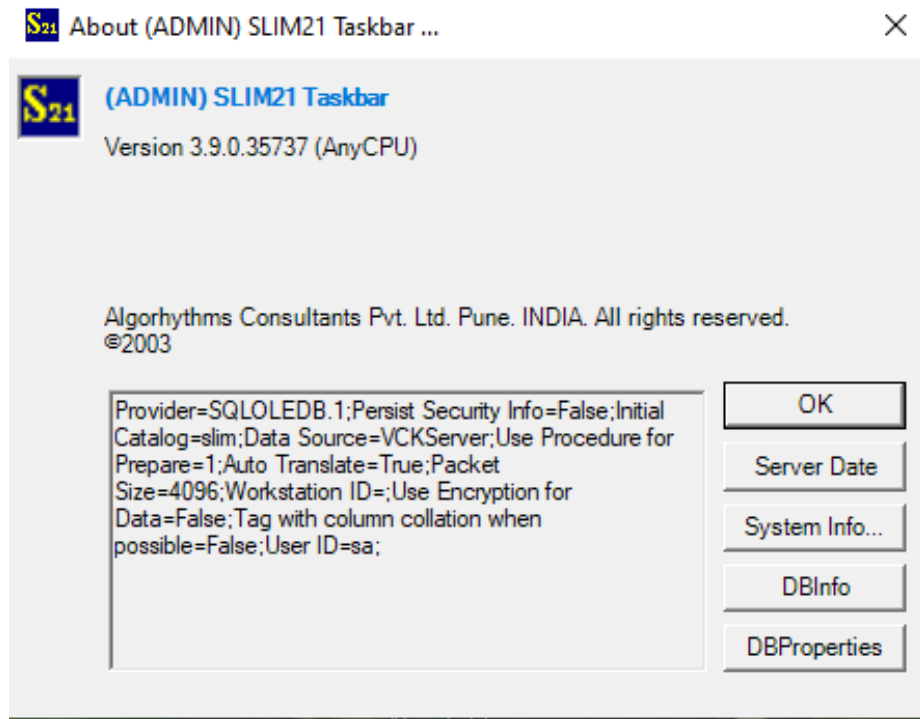 S21 About (ADMIN) SLIM21 Taskbar ...
S21 (ADMIN) SLIM21 Taskbar
Version 3.9.0.35737 (AnyCPU)
Algorhythms Consultants Pvt. Ltd. Pune. INDIA. All rights reserved.
©2003
Provider=SQLOLEDB.1;Persist Security Info=False;Initial
Catalog=slim;Data Source=VCKServer;Use Procedure for
Prepare=1;Auto Translate=True;Packet
Size=4096;Workstation ID=;Use Encryption for
Data=False;Tag with column collation when
possible=False;User ID=sa;
OK
Server Date
System Info...
DBInfo
DBProperties